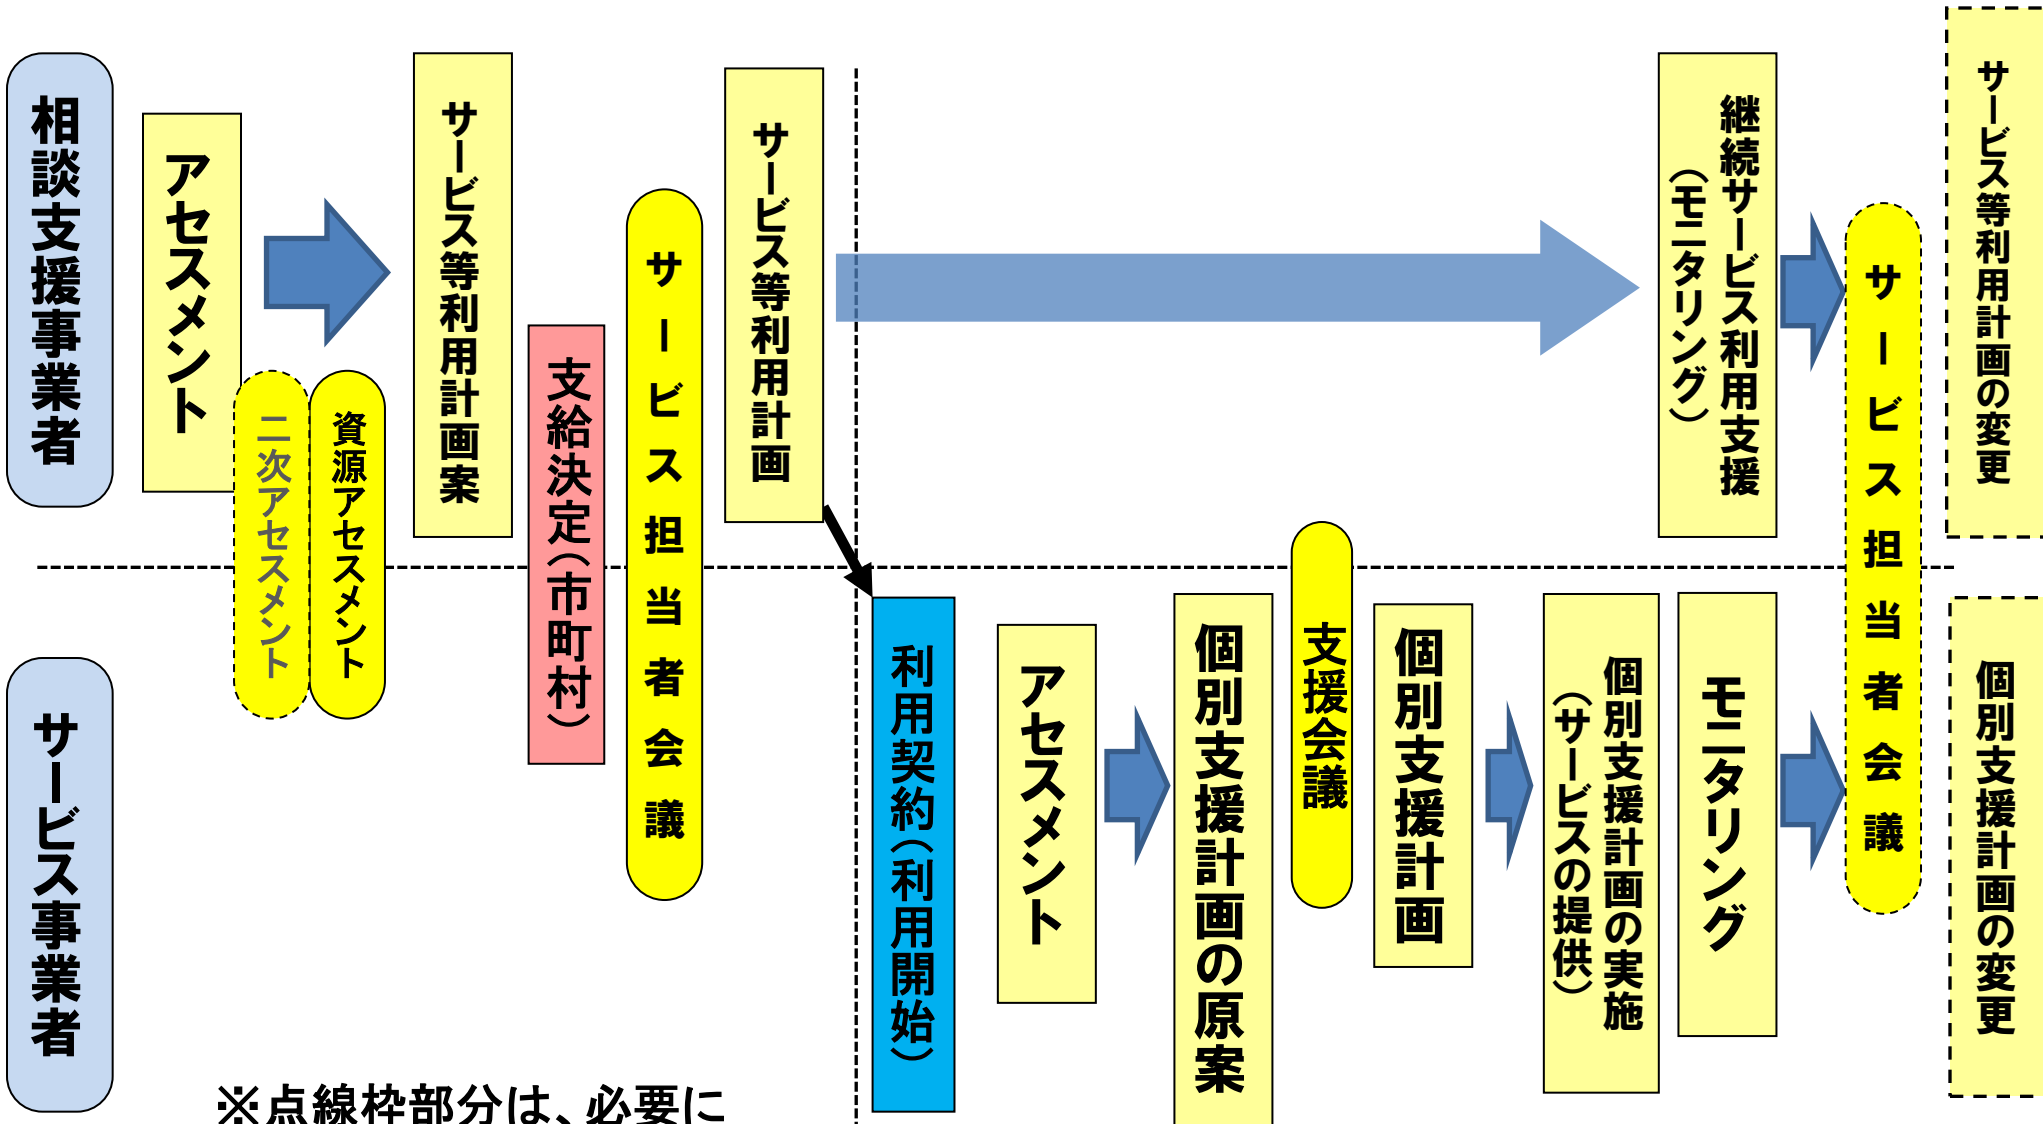 相談支援事業者
アセスメント
二次アセスメント
資源アセスメント
サービス等利用計画案
支給決定（市町村）
サービス担当者会議
サービス等利用計画
継続サービス利用支援
（モニタリング）
サービス担当者会議
サービス等利用計画の変更
サービス事業者
利用契約（利用開始）
アセスメント
個別支援計画の原案
支援会議
個別支援計画
個別支援計画の実施
（サービスの提供）
モニタリング
個別支援計画の変更
※点線枠部分は、必要に